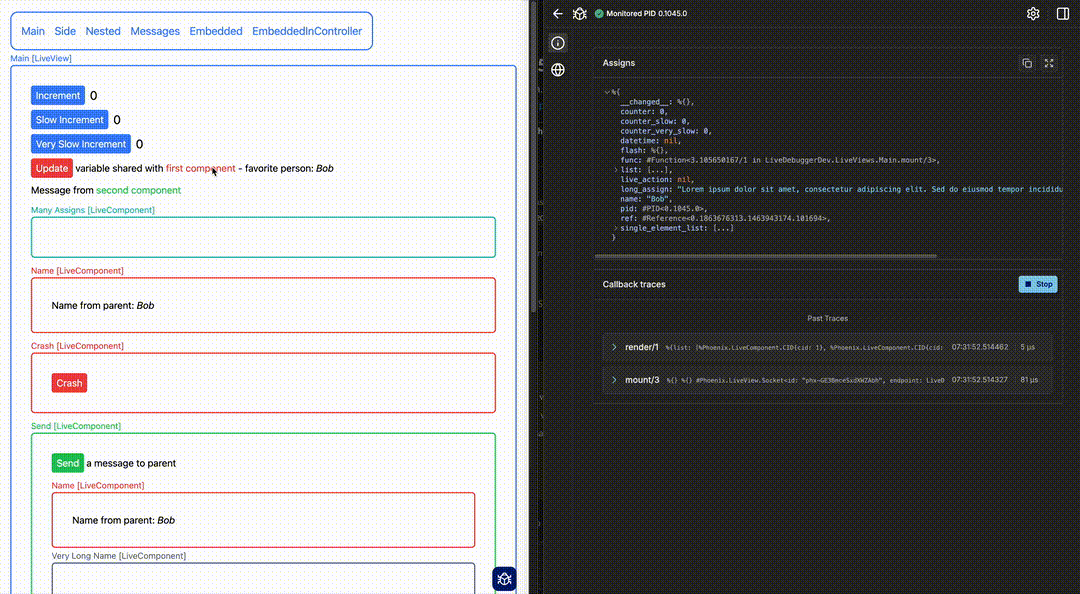 Main Side Nested Messages Embedded EmbeddedInController
Main [LiveView]
Increment 0
Slow Increment 0
Very Slow Increment 0
Update variable shared with first component - favorite person: Bob
Message from second component
Many Assigns [LiveComponent]
Name [LiveComponent]
Name from parent: Bob
Crash [LiveComponent]
Crash
Send [LiveComponent]
Send a message to parent
Name [LiveComponent]
Name from parent: Bob
Very Long Name [LiveComponent]
Monitored PID 0.1045.0
Assigns
%{
__changed__: %{},
counter: 0,
counter_slow: 0,
counter_very_slow: 0,
datetime: nil,
flash: %{},
func: #Function<3.105650167/1 in LiveDebuggerDev.LiveViews.Main.mount/3>,
list: [...],
live_action: nil,
long_assign: "Lorem ipsum dolor sit amet, consectetur adipiscing elit. Sed do eiusmod tempor incididu
name: "Bob",
pid: #PID<0.1045.0>,
ref: #Reference<0.1863676313.1463943174.101694>,
single_element_list: [...]
}
Callback traces
Stop
Past Traces
render/1 %{list: [%Phoenix.LiveComponent.CID{cid: 1}, %Phoenix.LiveComponent.CID{cid: 07:31:52.514462 5 µs
mount/3 %{} %{} #Phoenix.LiveView.Socket<id: "phx-GE3BmceSxdXWZAbh", endpoint: LiveD 07:31:52.514327 81 µs